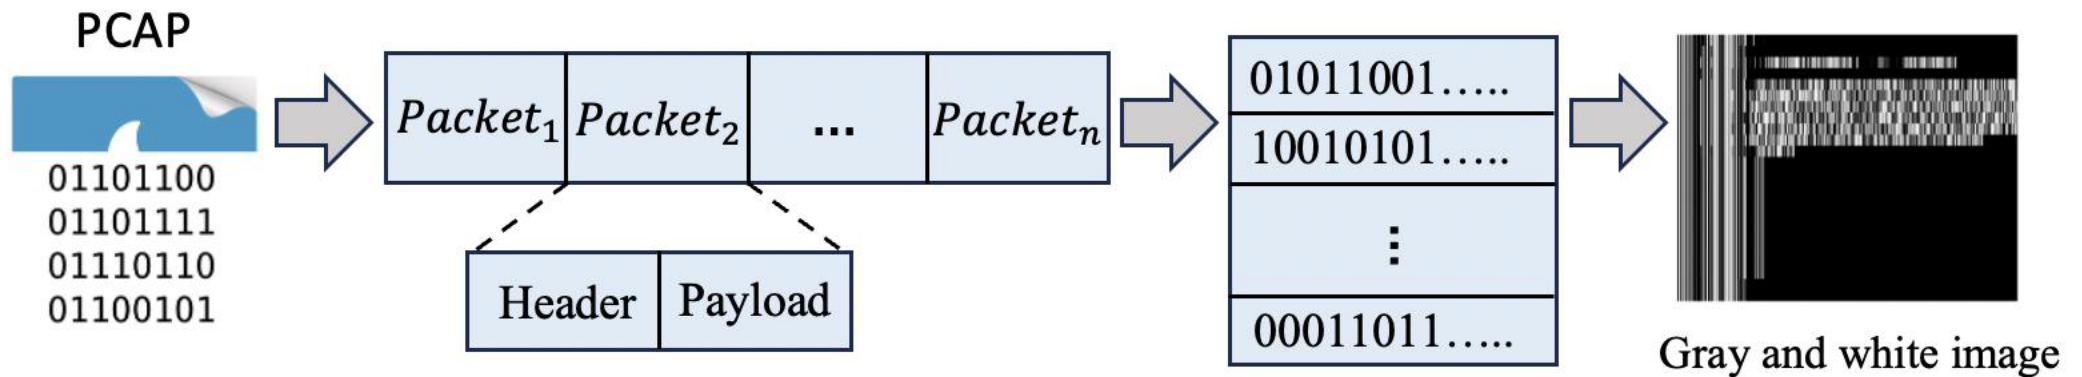 PCAP
01101100
01101111
01110110
01100101
Packet₁ Packet₂ ... Packetₙ
Header Payload
01011001.....
10010101.....
⋮
00011011.....
Gray and white image